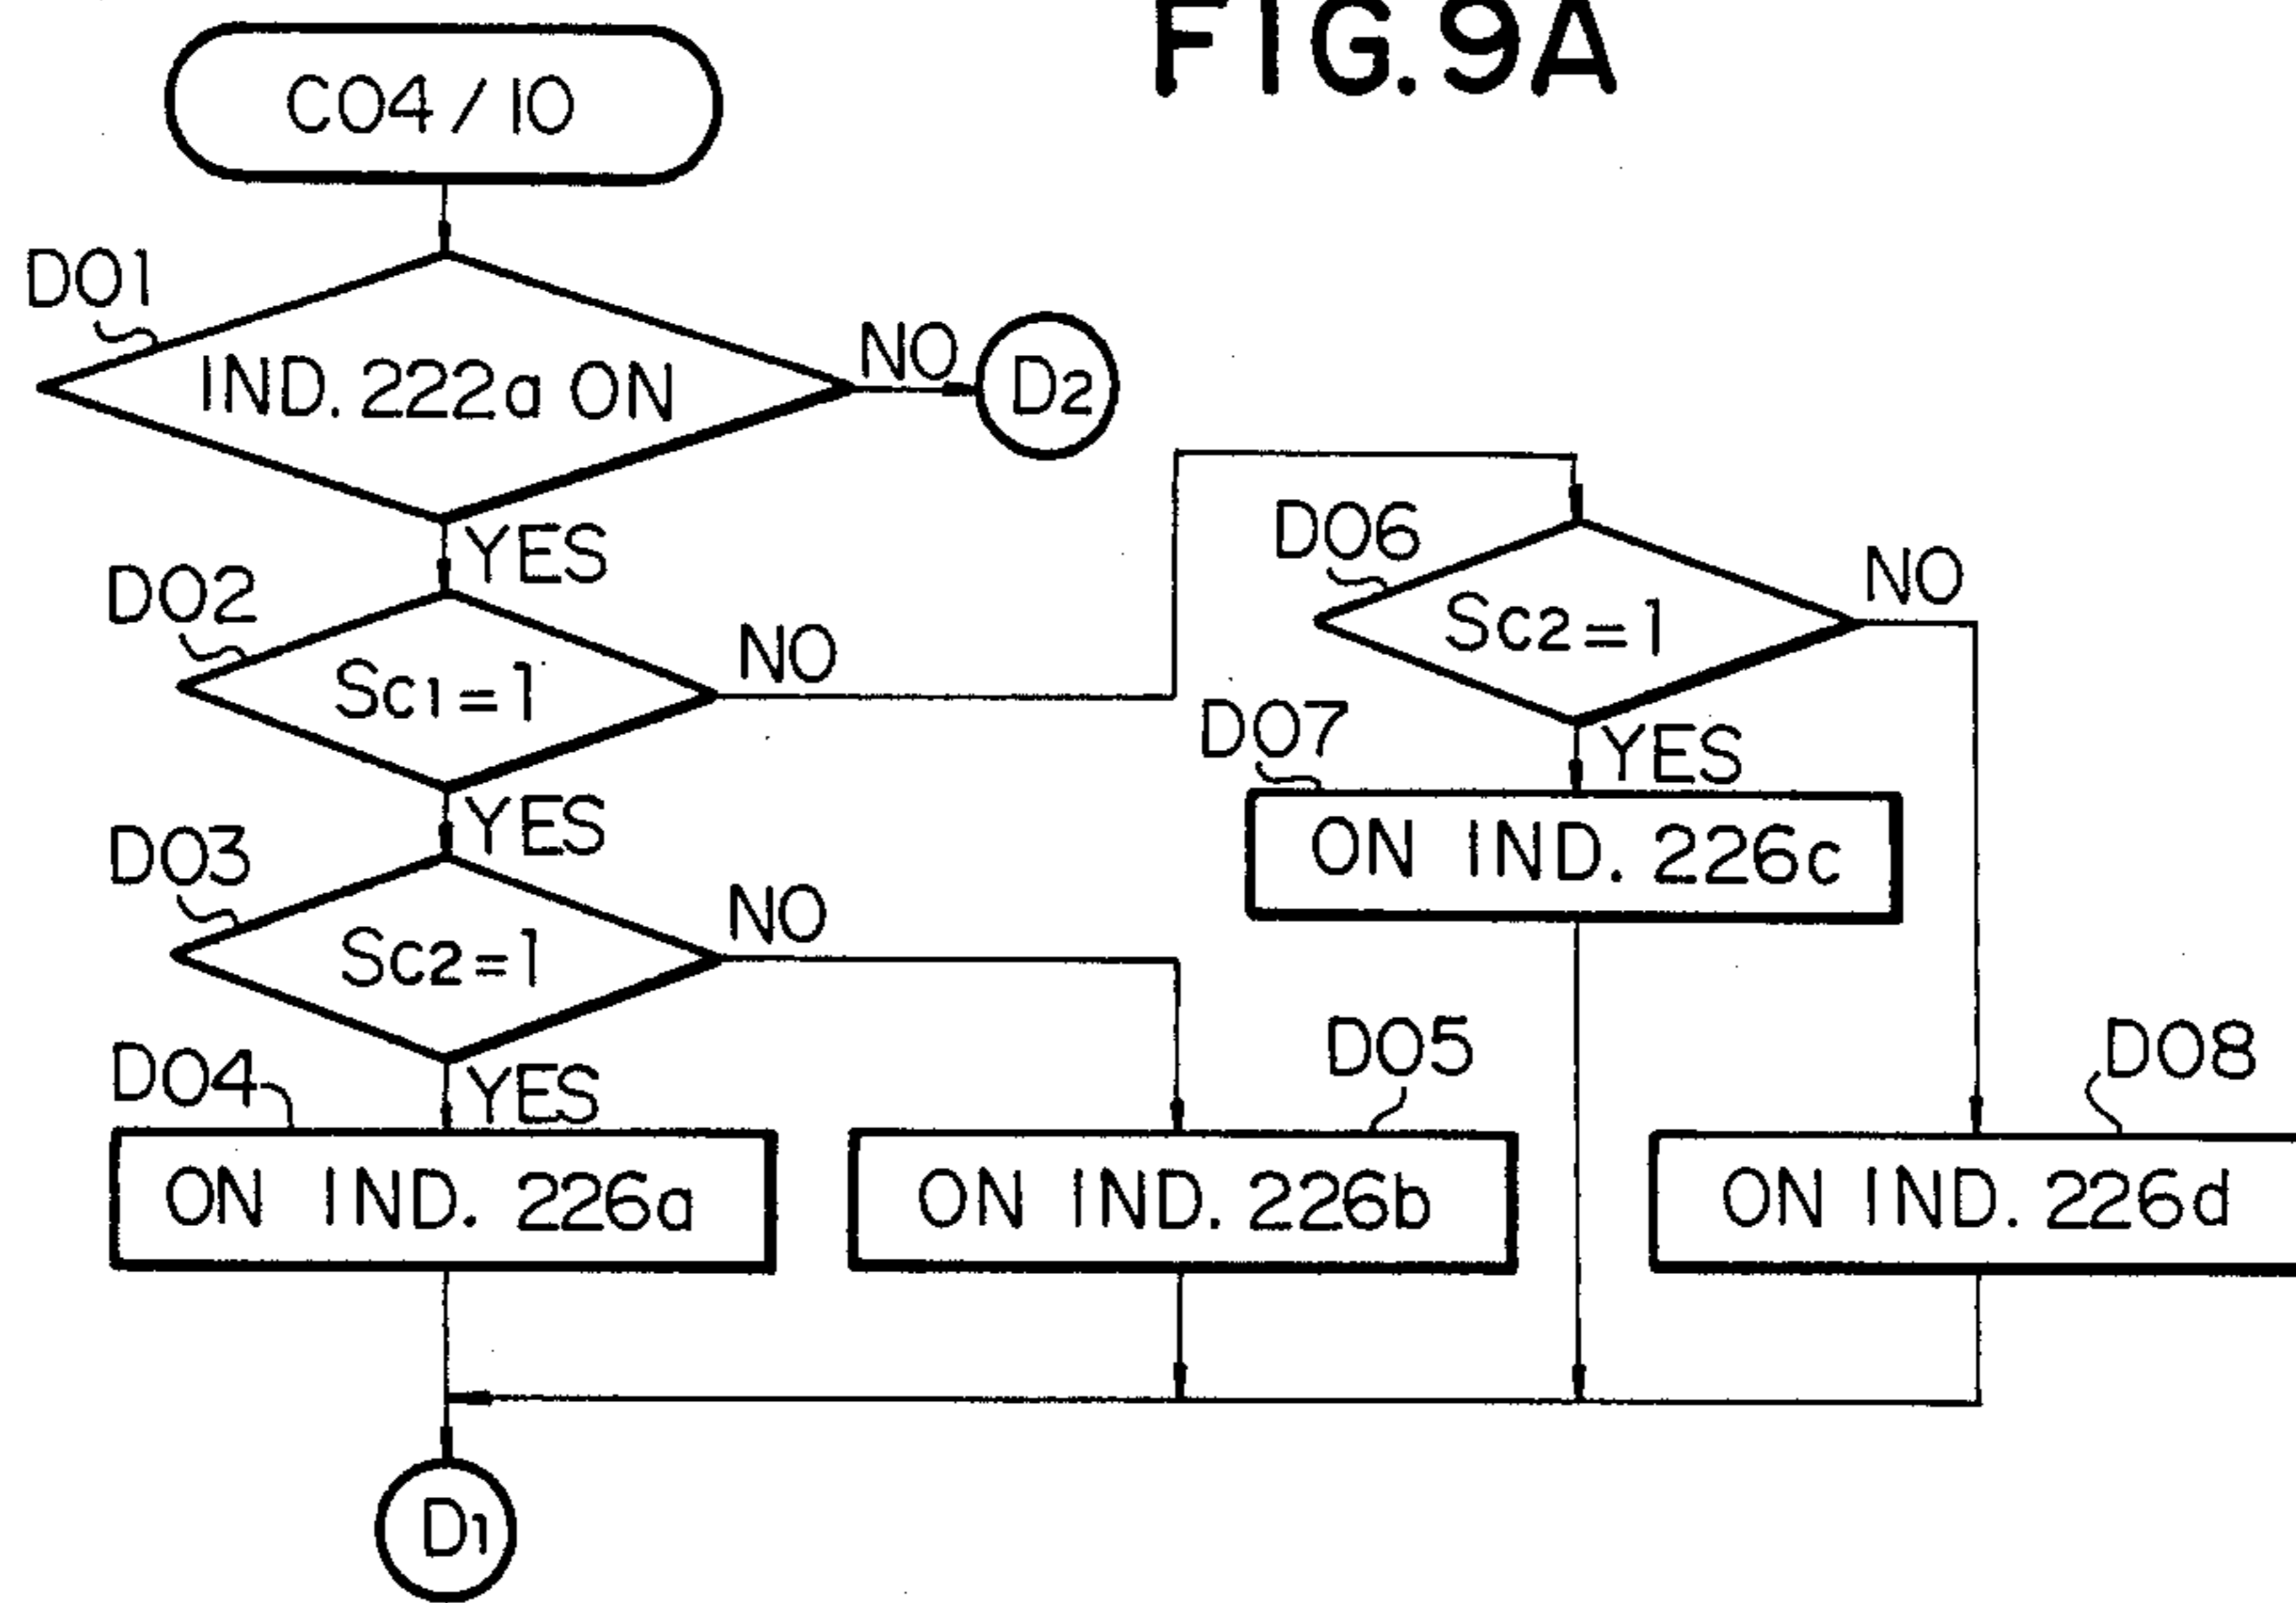 FIG. 9A
C04/10
D01
IND. 222a ON
NO
D2
YES
D02
Sc1=1
NO
YES
D03
Sc2=1
NO
YES
D04
ON IND. 226a
D05
ON IND. 226b
D06
Sc2=1
NO
YES
D07
ON IND. 226c
D08
ON IND. 226d
D1